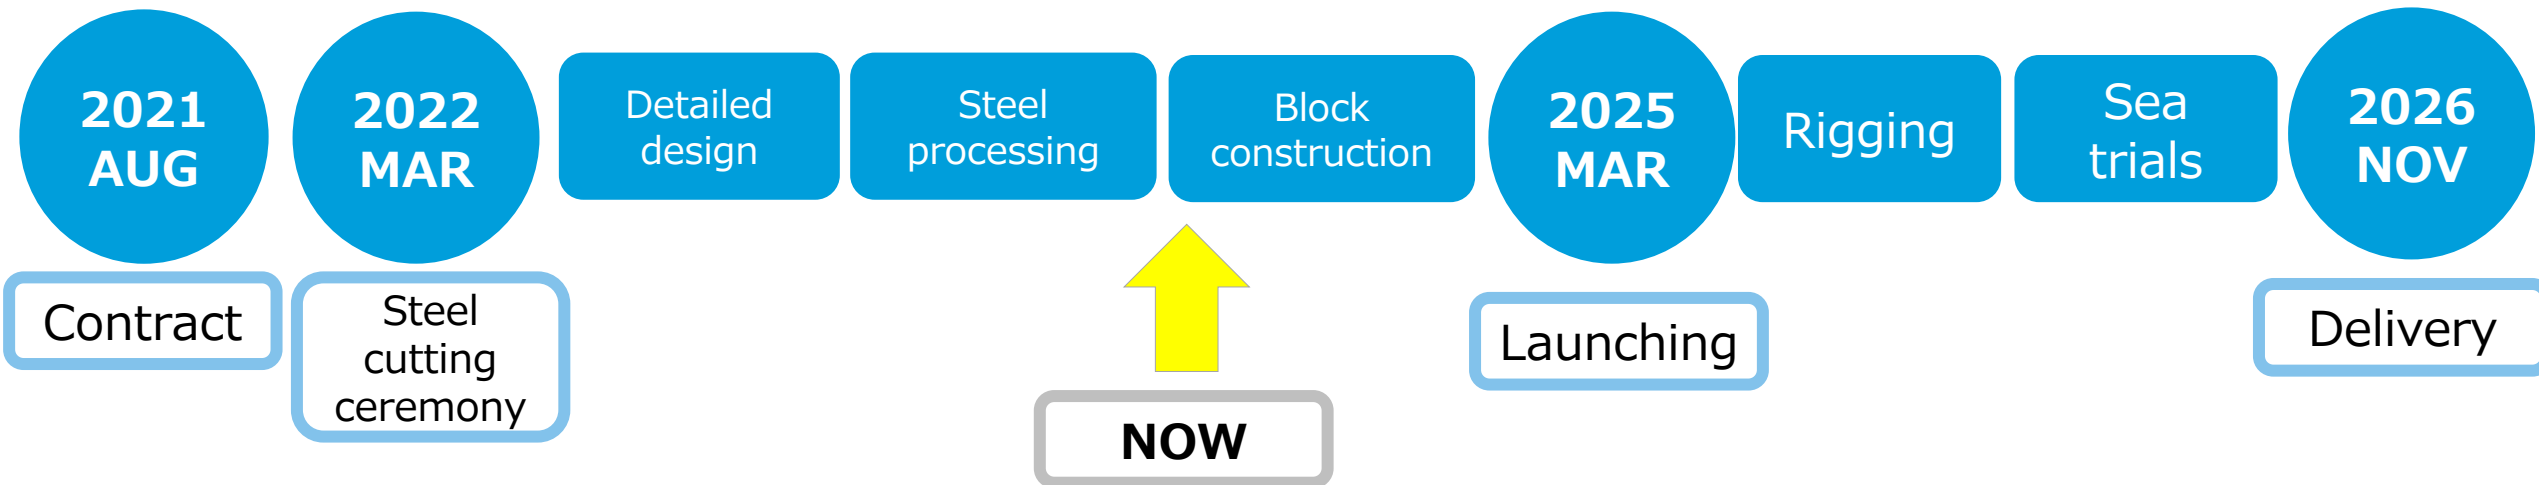 2021
AUG
2022
MAR
Detailed
design
Steel
processing
Block
construction
2025
MAR
Rigging
Sea
trials
2026
NOV
Contract
Steel
cutting
ceremony
NOW
Launching
Delivery